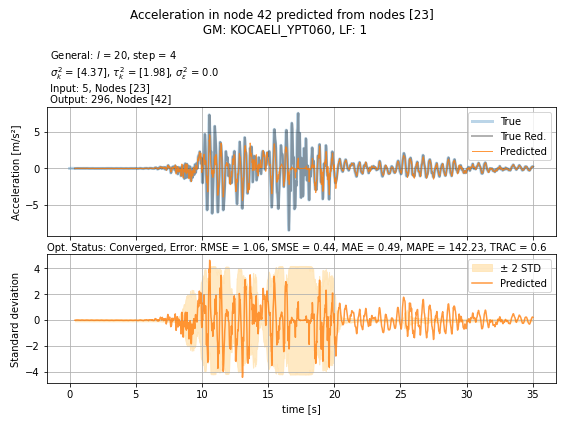 Acceleration in node 42 predicted from nodes [23]
GM: KOCAELI_YPT060, LF: 1
General: l = 20, step = 4
σ²ₖ = [4.37], τ²ₖ = [1.98], σ²ε = 0.0
Input: 5, Nodes [23]
Output: 296, Nodes [42]
Acceleration [m/s²]
5
0
−5
True
True Red.
Predicted
Opt. Status: Converged, Error: RMSE = 1.06, SMSE = 0.44, MAE = 0.49, MAPE = 142.23, TRAC = 0.6
Standard deviation
4
2
0
−2
−4
± 2 STD
Predicted
0 5 10 15 20 25 30 35
time [s]